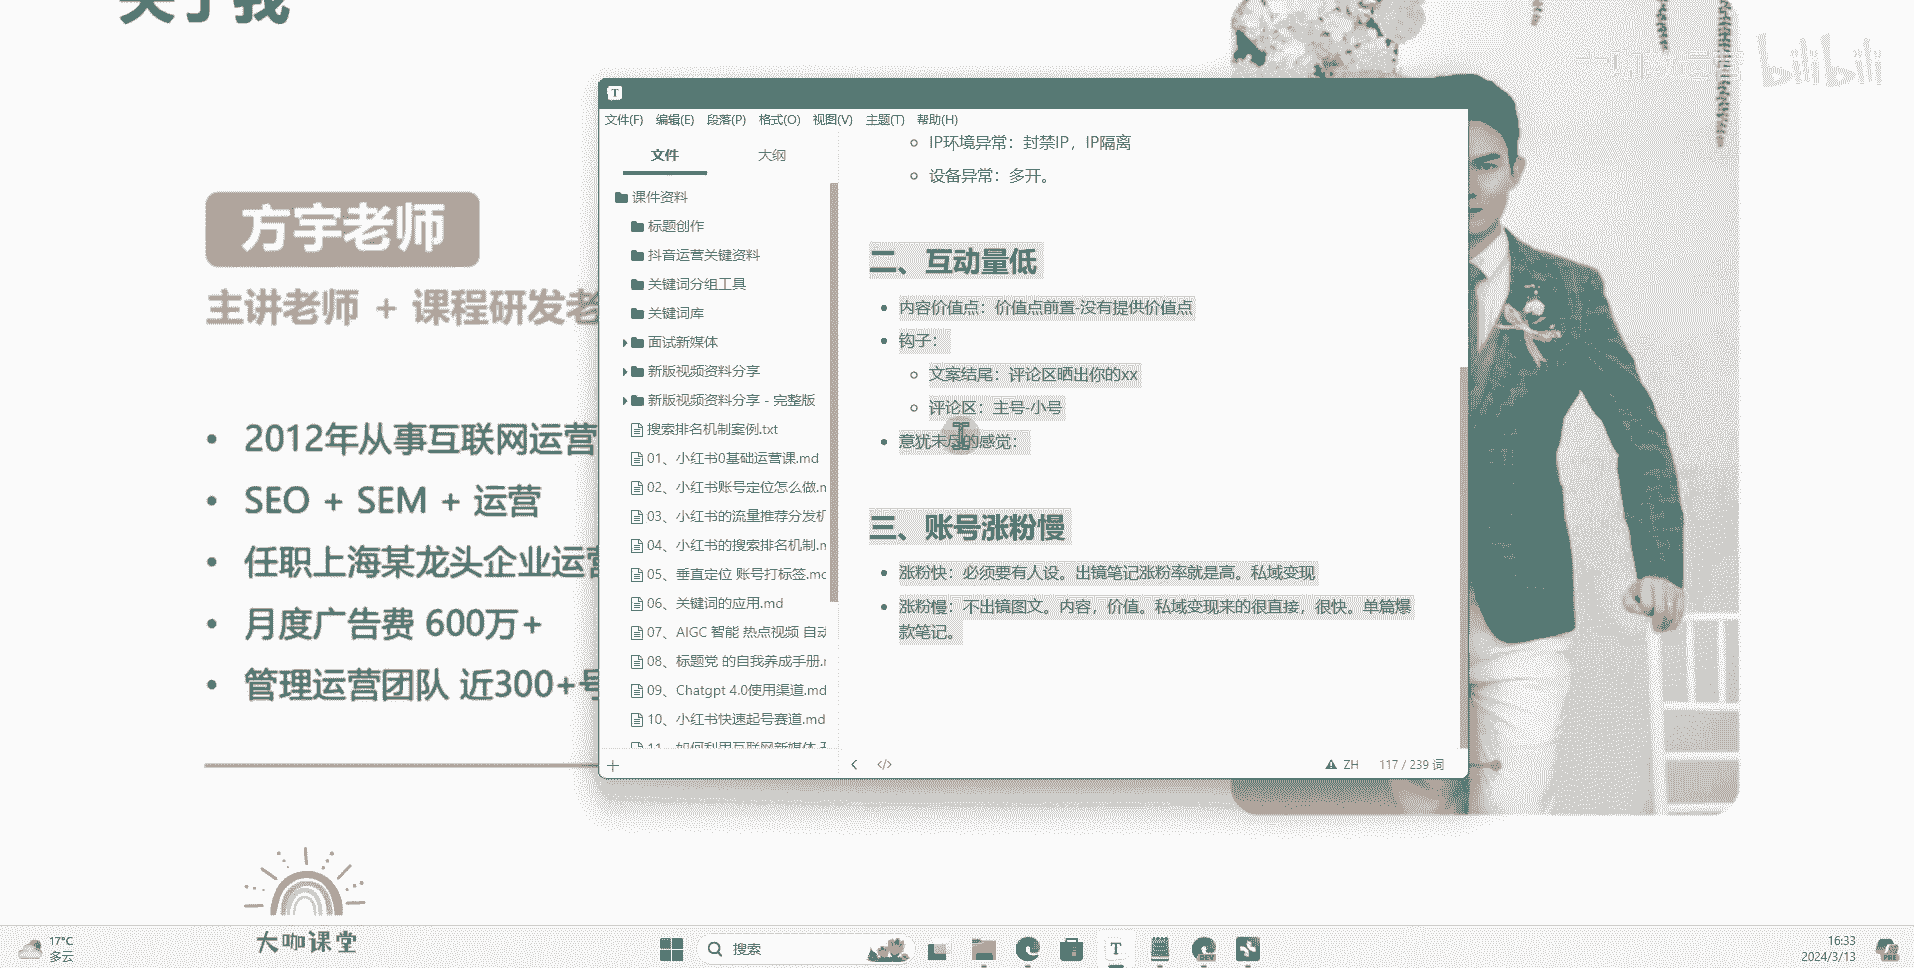 关于我
bilibili
方宇老师
主讲老师 + 课程研发老
• 2012年从事互联网运营
• SEO + SEM + 运营
• 任职上海某龙头企业运营
• 月度广告费 600万+
• 管理运营团队 近300+号
大咖课堂
T
文件(F) 编辑(E) 段落(P) 格式(O) 视图(V) 主题(T) 帮助(H)
文件 大纲
课件资料
标题创作
抖音运营关键资料
关键词分组工具
关键词库
面试新媒体
新版视频资料分享
新版视频资料分享 - 完整版
搜索排名机制案例.txt
01、小红书0基础运营课.md
02、小红书账号定位怎么做.m
03、小红书的流量推荐分发机
04、小红书的搜索排名机制.m
05、垂直定位 账号打标签.mc
06、关键词的应用.md
07、AIGC 智能 热点视频 自动
08、标题党 的自我养成手册.r
09、Chatgpt 4.0使用渠道.md
10、小红书快速起号赛道.md
11、如何利用互联网新媒体
IP环境异常：封禁IP，IP隔离
设备异常：多开。
二、互动量低
• 内容价值点：价值点前置-没有提供价值点
• 钩子：
文案结尾：评论区晒出你的xx
评论区：主号-小号
• 意犹未尽的感觉：
三、账号涨粉慢
• 涨粉快：必须要有人设。出镜笔记涨粉率就是高。私域变现
• 涨粉慢：不出镜图文。内容，价值。私域变现来的很直接，很快。单篇爆
款笔记。
ZH 117 / 239 词
17°C
多云
搜索
T
DEV
16:33
2024/3/13
PRE